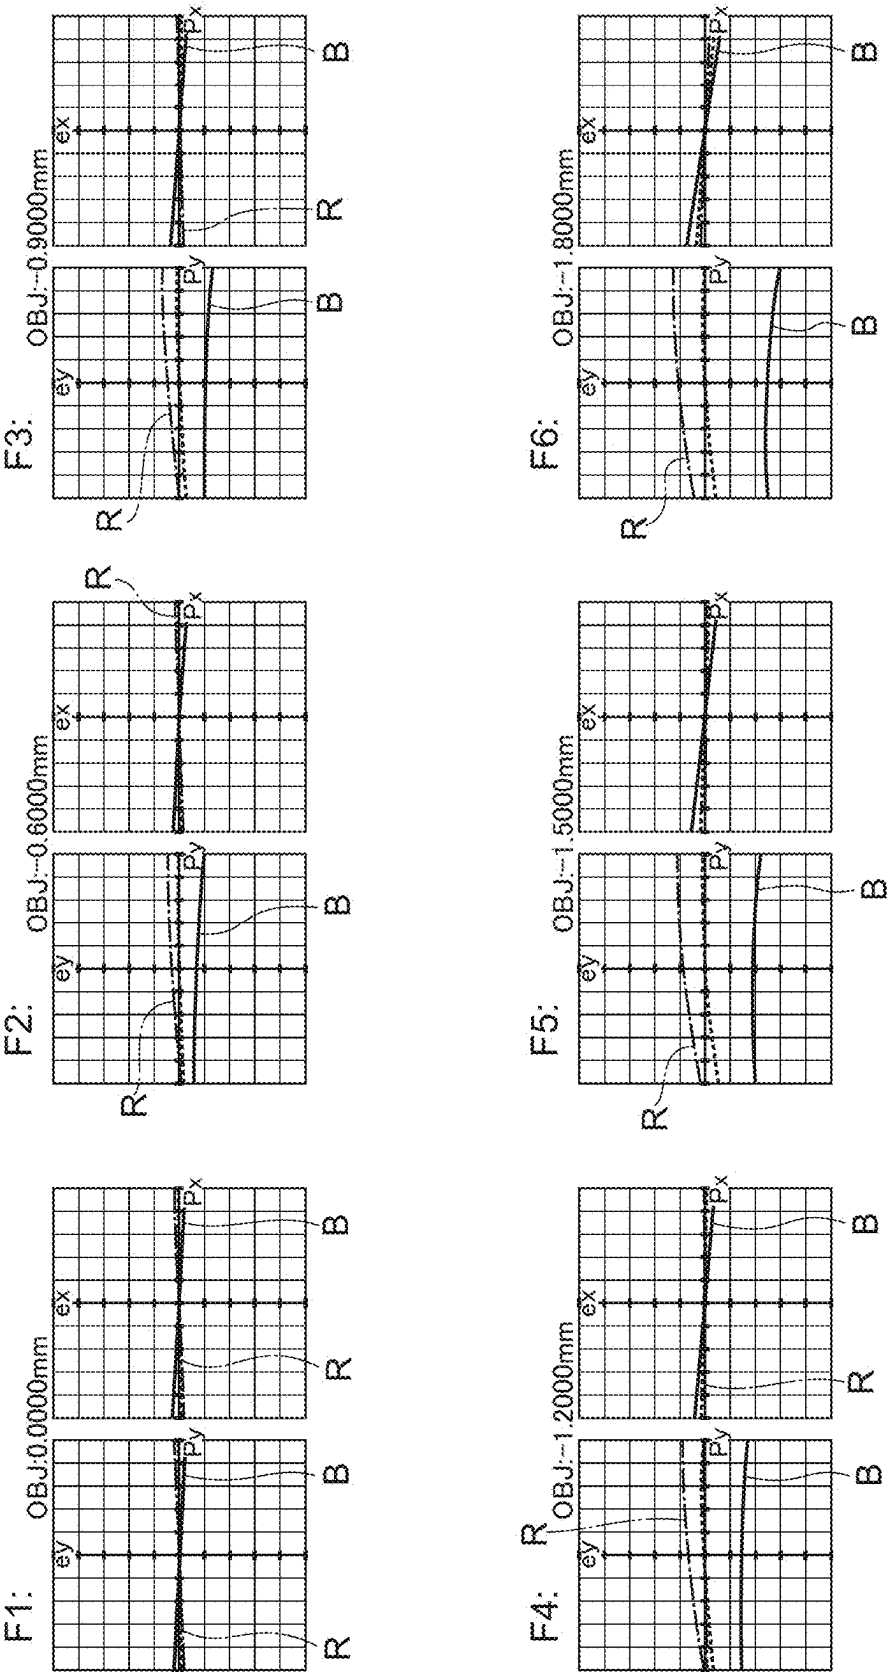 F1:
OBJ:0.0000mm
ey
Py
R
B
ex
Px
R
B
F2:
OBJ:-0.6000mm
ey
Py
R
B
ex
Px
R
F3:
OBJ:-0.9000mm
ey
Py
R
B
ex
Px
R
B
F4:
OBJ:-1.2000mm
ey
Py
R
B
ex
Px
R
B
F5:
OBJ:-1.5000mm
ey
Py
R
B
ex
Px
F6:
OBJ:-1.8000mm
ey
Py
R
B
ex
Px
B